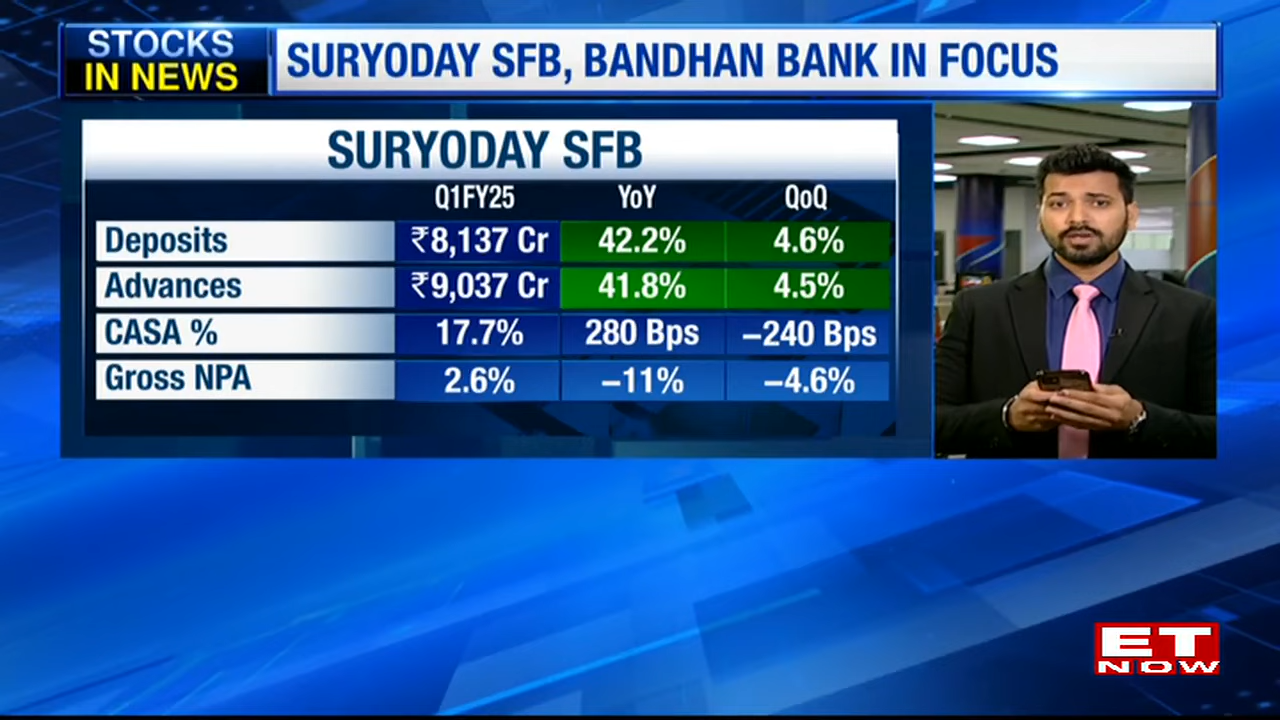 STOCKS
IN NEWS
SURYODAY SFB, BANDHAN BANK IN FOCUS
SURYODAY SFB
Q1FY25 YoY QoQ
Deposits ₹8,137 Cr 42.2% 4.6%
Advances ₹9,037 Cr 41.8% 4.5%
CASA % 17.7% 280 Bps –240 Bps
Gross NPA 2.6% –11% –4.6%
ET
NOW